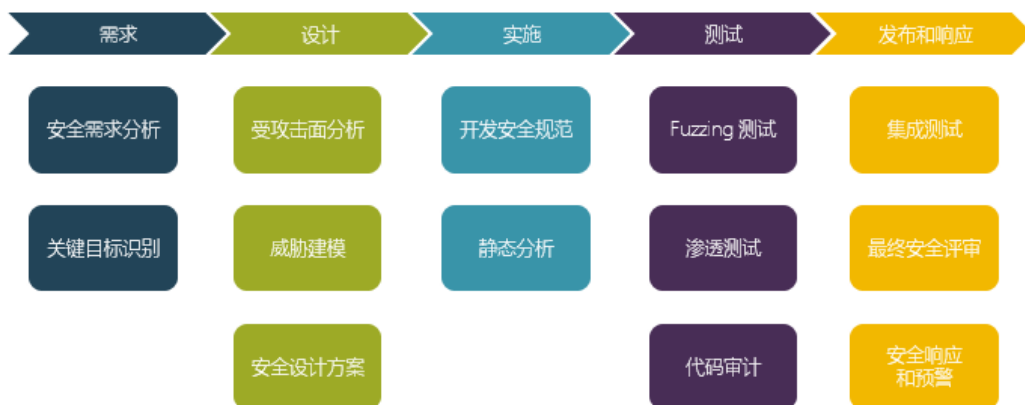 需求
设计
实施
测试
发布和响应
安全需求分析
受攻击面分析
开发安全规范
Fuzzing 测试
集成测试
关键目标识别
威胁建模
静态分析
渗透测试
最终安全评审
安全设计方案
代码审计
安全响应
和预警